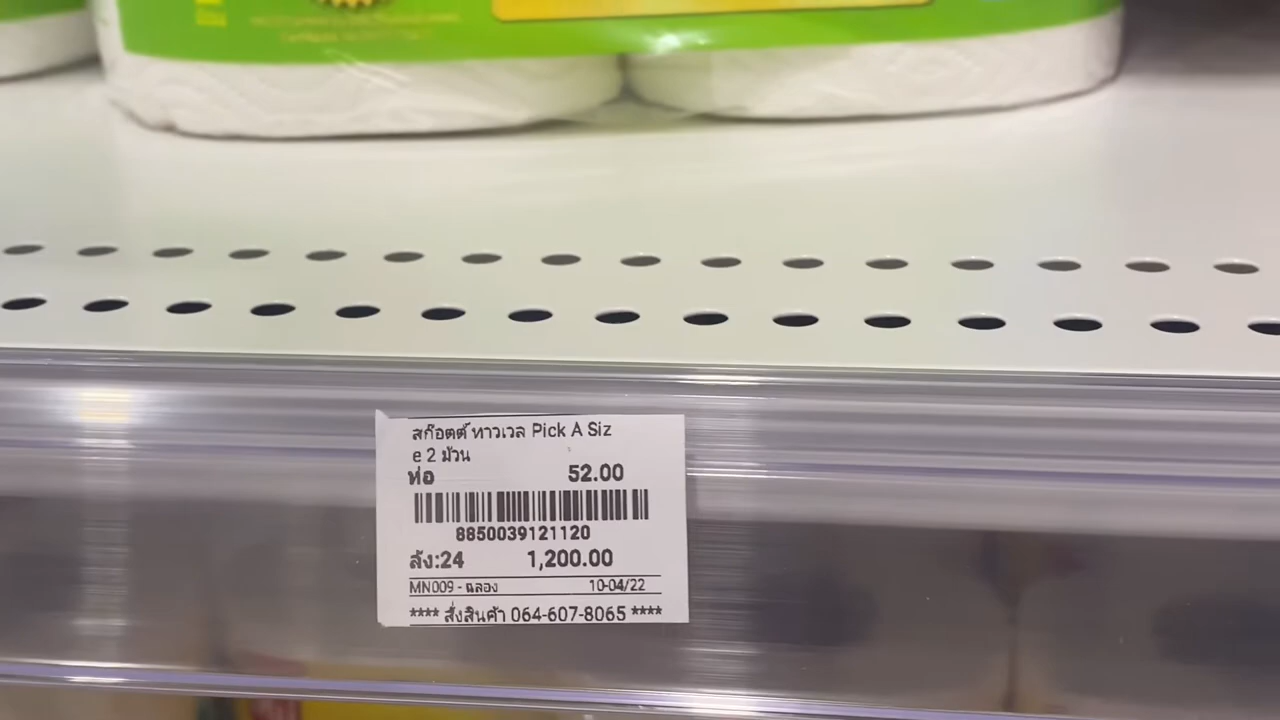 สก๊อตต์ ทาวเวล Pick A Siz
e 2 ม้วน
ห่อ 52.00
8850039121120
ลัง:24 1,200.00
MN009 - ฉลอง 10-04/22
**** สั่งสินค้า 064-607-8065 ****